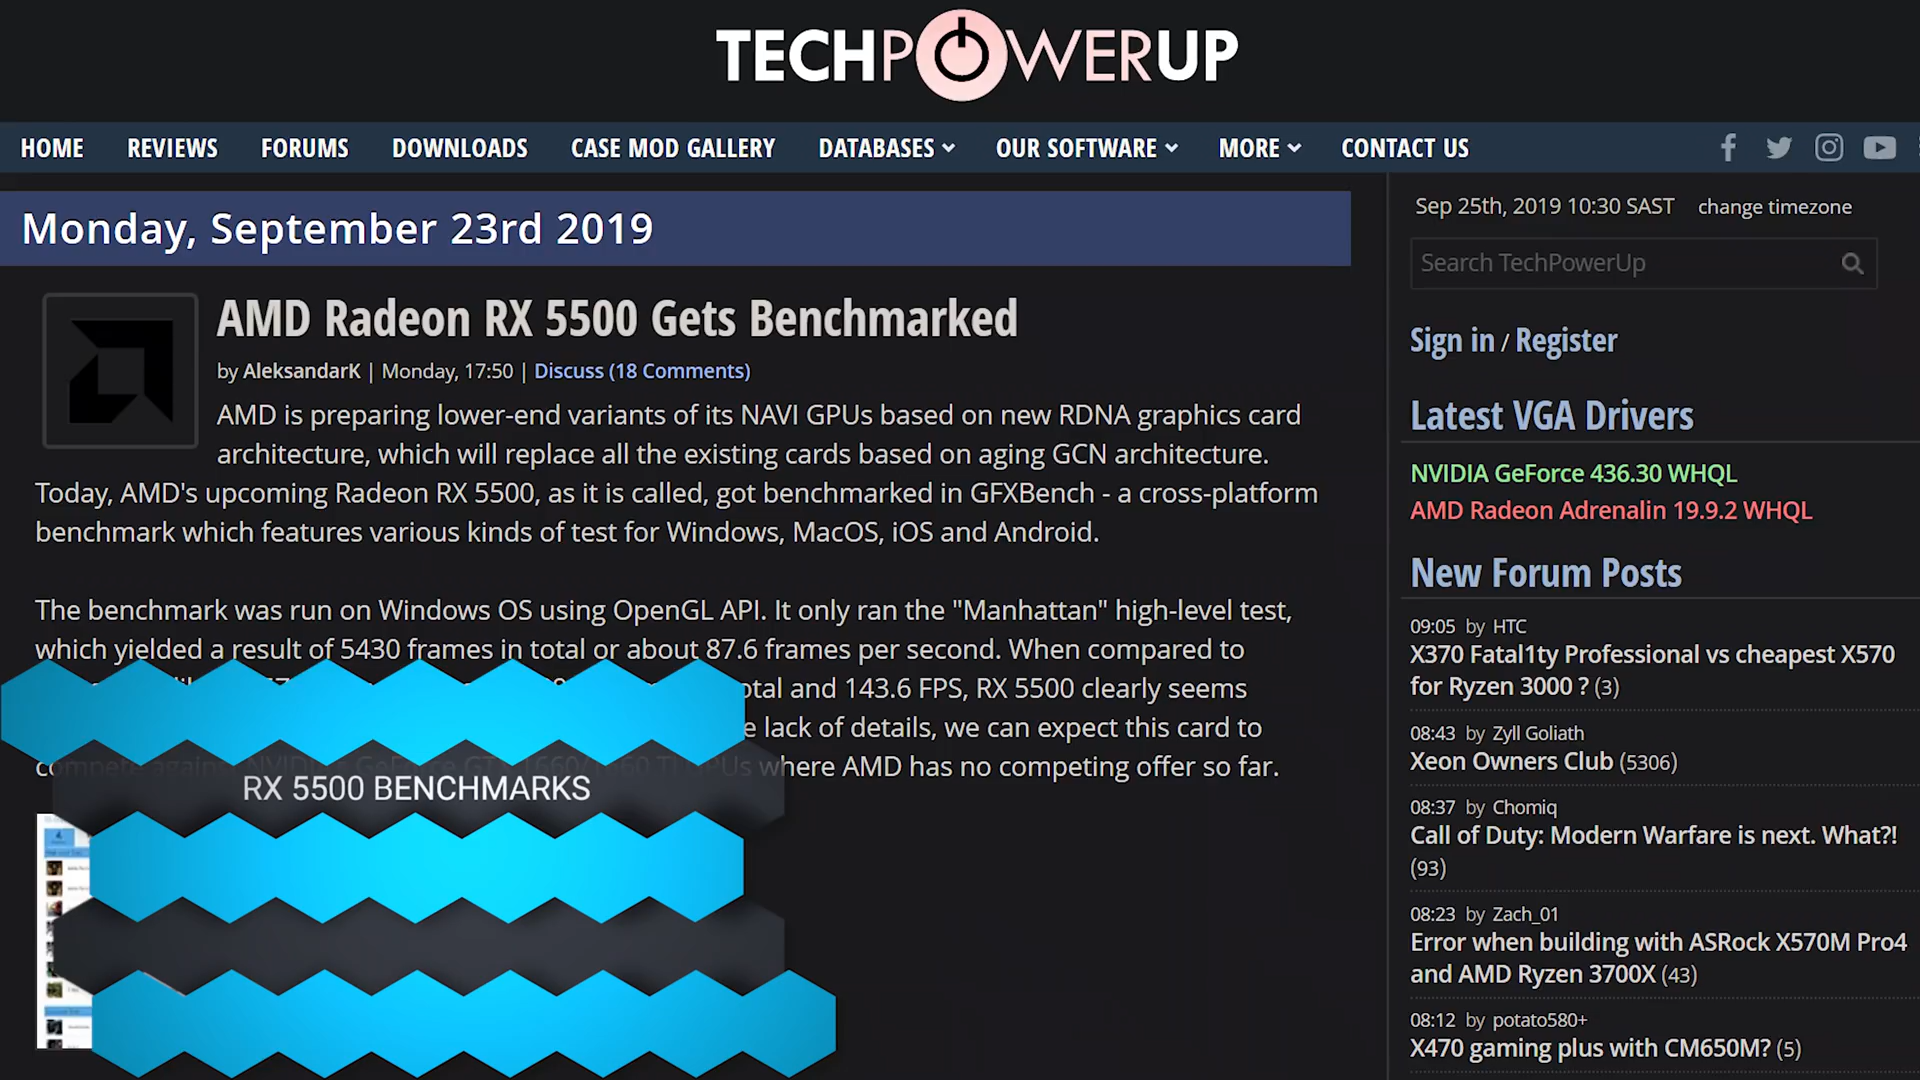 TECHPOWERUP
HOME REVIEWS FORUMS DOWNLOADS CASE MOD GALLERY DATABASES OUR SOFTWARE MORE CONTACT US
Monday, September 23rd 2019
AMD Radeon RX 5500 Gets Benchmarked
by AleksandarK | Monday, 17:50 | Discuss (18 Comments)
AMD is preparing lower-end variants of its NAVI GPUs based on new RDNA graphics card
architecture, which will replace all the existing cards based on aging GCN architecture.
Today, AMD's upcoming Radeon RX 5500, as it is called, got benchmarked in GFXBench - a cross-platform
benchmark which features various kinds of test for Windows, MacOS, iOS and Android.
The benchmark was run on Windows OS using OpenGL API. It only ran the "Manhattan" high-level test,
which yielded a result of 5430 frames in total or about 87.6 frames per second. When compared to
and 143.6 FPS, RX 5500 clearly seems
lack of details, we can expect this card to
where AMD has no competing offer so far.
RX 5500 BENCHMARKS
Sep 25th, 2019 10:30 SAST change timezone
Search TechPowerUp
Sign in / Register
Latest VGA Drivers
NVIDIA GeForce 436.30 WHQL
AMD Radeon Adrenalin 19.9.2 WHQL
New Forum Posts
09:05 by HTC
X370 Fatal1ty Professional vs cheapest X570
for Ryzen 3000 ? (3)
08:43 by Zyll Goliath
Xeon Owners Club (5306)
08:37 by Chomiq
Call of Duty: Modern Warfare is next. What?!
(93)
08:23 by Zach_01
Error when building with ASRock X570M Pro4
and AMD Ryzen 3700X (43)
08:12 by potato580+
X470 gaming plus with CM650M? (5)